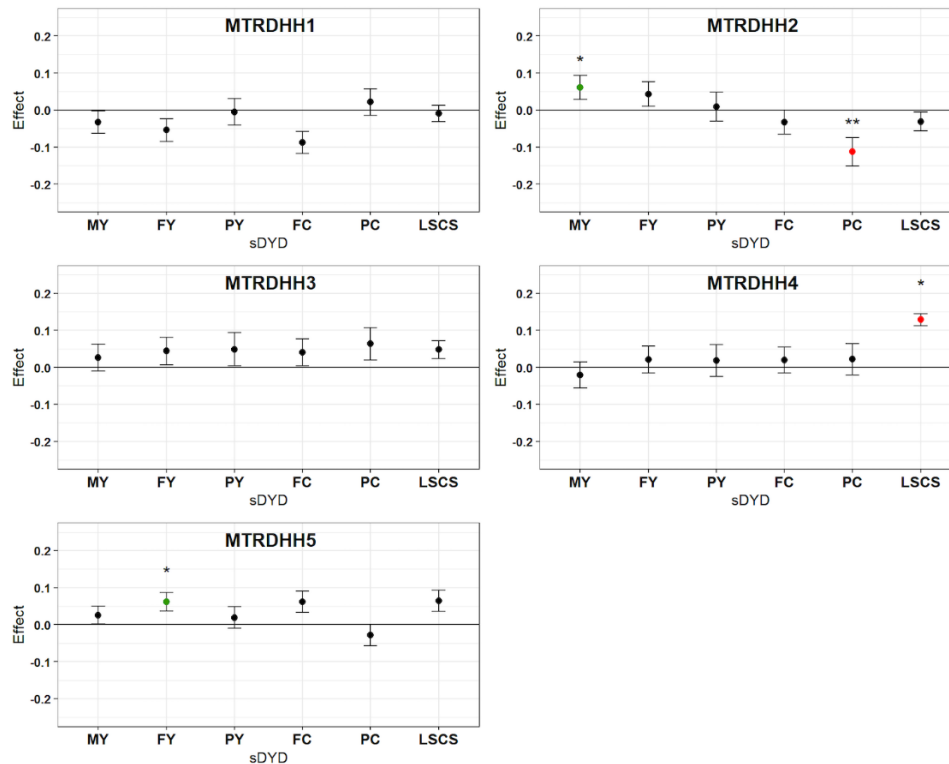 MTRDHH1
Effect
0.2
0.1
0.0
-0.1
-0.2
MY FY PY FC PC LSCS
sDYD
MTRDHH2
Effect
0.2
0.1
0.0
-0.1
-0.2
*
**
MY FY PY FC PC LSCS
sDYD
MTRDHH3
Effect
0.2
0.1
0.0
-0.1
-0.2
MY FY PY FC PC LSCS
sDYD
MTRDHH4
Effect
0.2
0.1
0.0
-0.1
-0.2
*
MY FY PY FC PC LSCS
sDYD
MTRDHH5
Effect
0.2
0.1
0.0
-0.1
-0.2
*
MY FY PY FC PC LSCS
sDYD